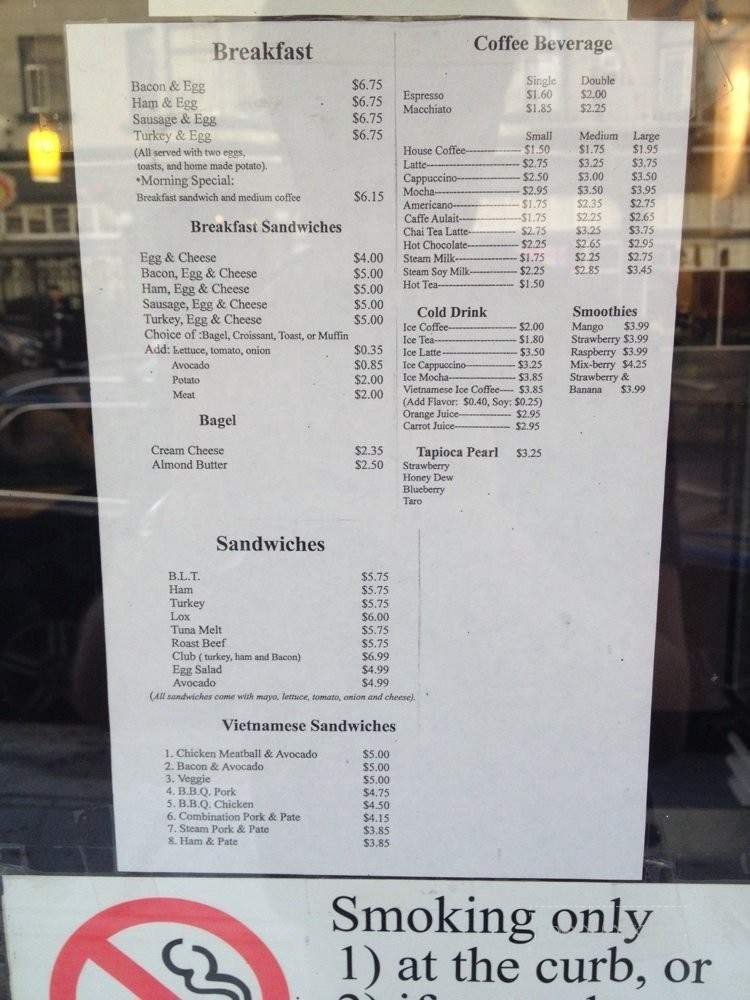 Breakfast
Bacon & Egg $6.75
Ham & Egg $6.75
Sausage & Egg $6.75
Turkey & Egg $6.75
(All served with two eggs,
toasts, and home made potato).
*Morning Special:
Breakfast sandwich and medium coffee $6.15
Breakfast Sandwiches
Egg & Cheese $4.00
Bacon, Egg & Cheese $5.00
Ham, Egg & Cheese $5.00
Sausage, Egg & Cheese $5.00
Turkey, Egg & Cheese $5.00
Choice of :Bagel, Croissant, Toast, or Muffin
Add: Lettuce, tomato, onion $0.35
Avocado $0.85
Potato $2.00
Meat $2.00
Bagel
Cream Cheese $2.35
Almond Butter $2.50
Coffee Beverage
Single Double
Espresso $1.60 $2.00
Macchiato $1.85 $2.25
Small Medium Large
House Coffee $1.50 $1.75 $1.95
Latte $2.75 $3.25 $3.75
Cappuccino $2.50 $3.00 $3.50
Mocha $2.95 $3.50 $3.95
Americano $1.75 $2.35 $2.75
Caffe Aulait $1.75 $2.25 $2.65
Chai Tea Latte $2.75 $3.25 $3.75
Hot Chocolate $2.25 $2.65 $2.95
Steam Milk $1.75 $2.25 $2.75
Steam Soy Milk $2.25 $2.85 $3.45
Hot Tea $1.50
Cold Drink
Ice Coffee $2.00
Ice Tea $1.80
Ice Latte $3.50
Ice Cappuccino $3.25
Ice Mocha $3.85
Vietnamese Ice Coffee $3.85
(Add Flavor: $0.40, Soy: $0.25)
Orange Juice $2.95
Carrot Juice $2.95
Smoothies
Mango $3.99
Strawberry $3.99
Raspberry $3.99
Mix-berry $4.25
Strawberry &
Banana $3.99
Tapioca Pearl $3.25
Strawberry
Honey Dew
Blueberry
Taro
Sandwiches
B.L.T. $5.75
Ham $5.75
Turkey $5.75
Lox $6.00
Tuna Melt $5.75
Roast Beef $5.75
Club ( turkey, ham and Bacon) $6.99
Egg Salad $4.99
Avocado $4.99
(All sandwiches come with mayo, lettuce, tomato, onion and cheese).
Vietnamese Sandwiches
1. Chicken Meatball & Avocado $5.00
2. Bacon & Avocado $5.00
3. Veggie $5.00
4. B.B.Q. Pork $4.75
5. B.B.Q. Chicken $4.50
6. Combination Pork & Pate $4.15
7. Steam Pork & Pate $3.85
8. Ham & Pate $3.85
Smoking only
1) at the curb, or